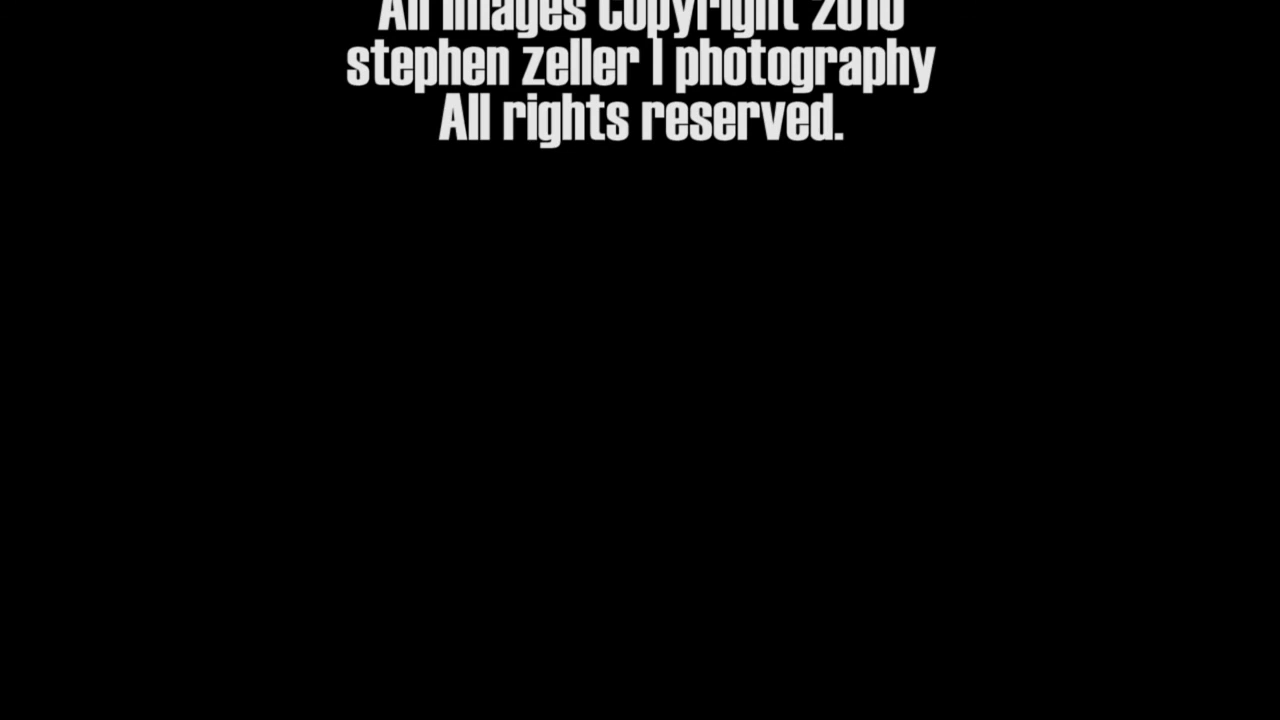 All Images Copyright 2010
stephen zeller | photography
All rights reserved.